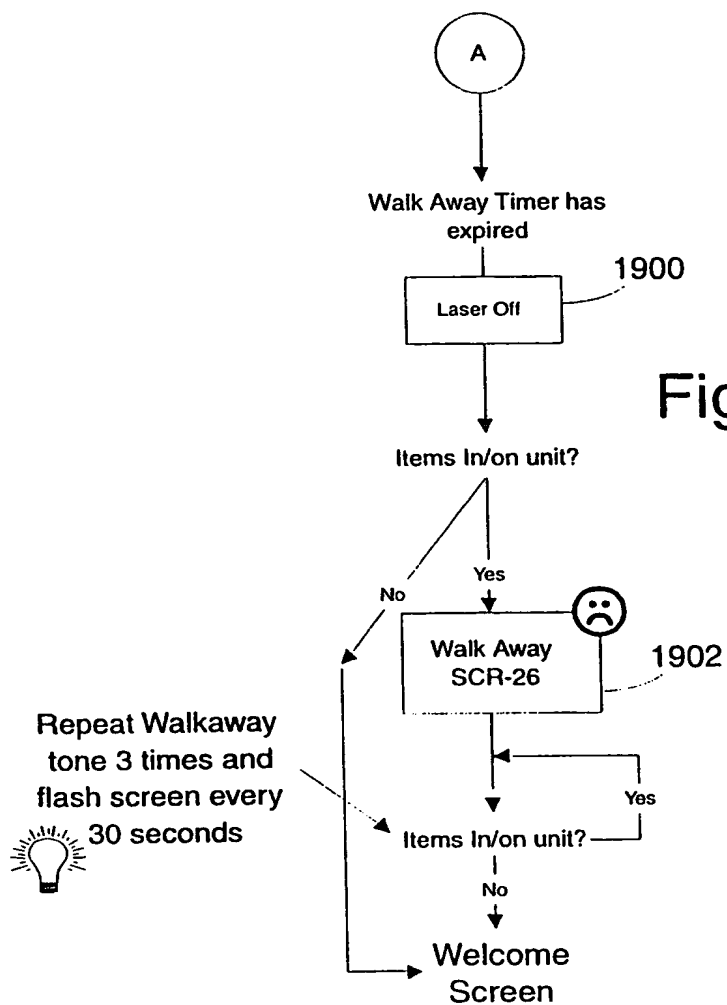 A
Walk Away Timer has
expired
1900
Laser Off
Fig
Items In/on unit?
No
Yes
Walk Away
SCR-26
1902
Repeat Walkaway
tone 3 times and
flash screen every
30 seconds
Yes
Items In/on unit?
No
Welcome
Screen